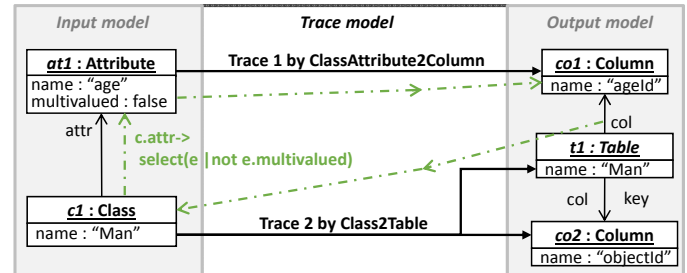 Input model
Trace model
Output model
at1 : Attribute
name : “age”
multivalued : false
Trace 1 by ClassAttribute2Column
co1 : Column
name : “ageId”
attr
c.attr->
select(e |not e.multivalued)
col
t1 : Table
name : “Man”
c1 : Class
name : “Man”
Trace 2 by Class2Table
col key
co2 : Column
name : “objectId”